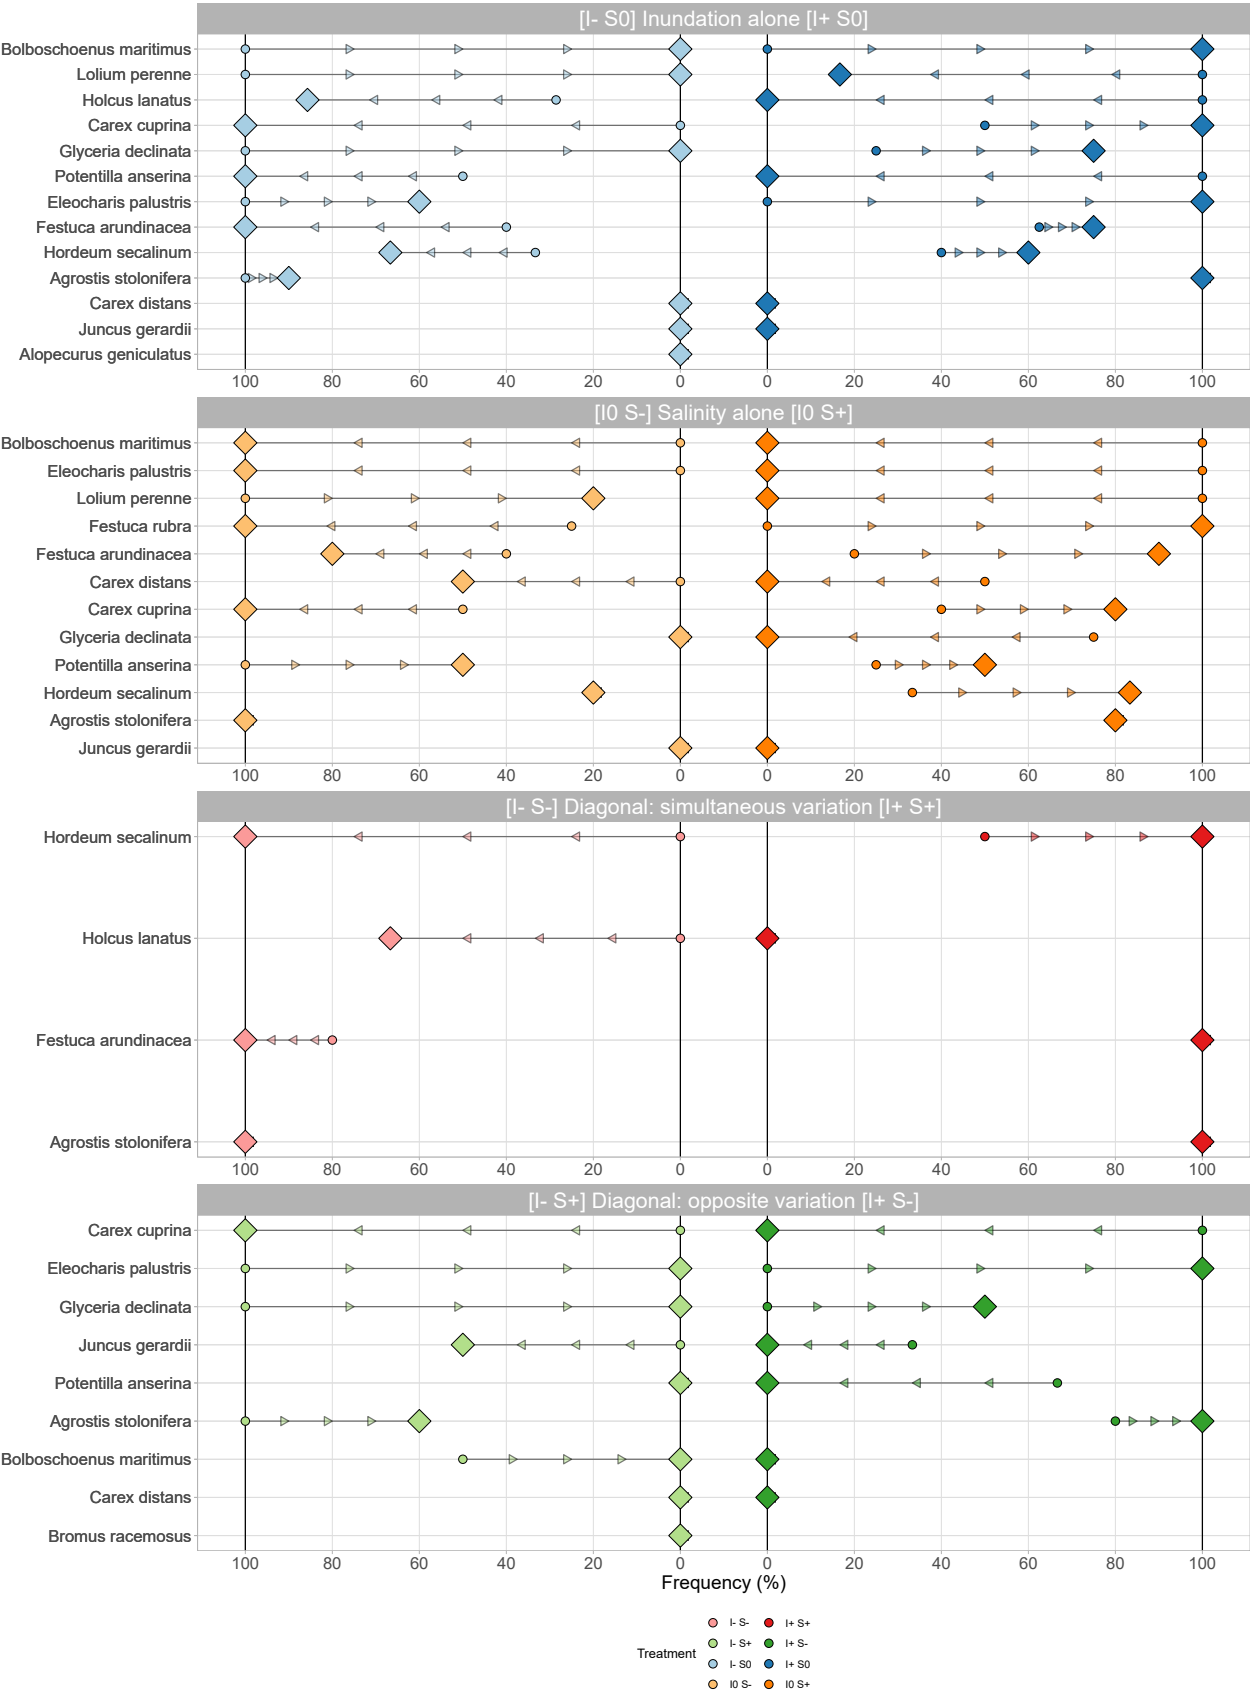 [I- S0] Inundation alone [I+ S0]
Bolboschoenus maritimus
Lolium perenne
Holcus lanatus
Carex cuprina
Glyceria declinata
Potentilla anserina
Eleocharis palustris
Festuca arundinacea
Hordeum secalinum
Agrostis stolonifera
Carex distans
Juncus gerardii
Alopecurus geniculatus
100 80 60 40 20 0 0 20 40 60 80 100
[I0 S-] Salinity alone [I0 S+]
Bolboschoenus maritimus
Eleocharis palustris
Lolium perenne
Festuca rubra
Festuca arundinacea
Carex distans
Carex cuprina
Glyceria declinata
Potentilla anserina
Hordeum secalinum
Agrostis stolonifera
Juncus gerardii
100 80 60 40 20 0 0 20 40 60 80 100
[I- S-] Diagonal: simultaneous variation [I+ S+]
Hordeum secalinum
Holcus lanatus
Festuca arundinacea
Agrostis stolonifera
100 80 60 40 20 0 0 20 40 60 80 100
[I- S+] Diagonal: opposite variation [I+ S-]
Carex cuprina
Eleocharis palustris
Glyceria declinata
Juncus gerardii
Potentilla anserina
Agrostis stolonifera
Bolboschoenus maritimus
Carex distans
Bromus racemosus
100 80 60 40 20 0 0 20 40 60 80 100
Frequency (%)
Treatment
I- S- I+ S+
I- S+ I+ S-
I- S0 I+ S0
I0 S- I0 S+